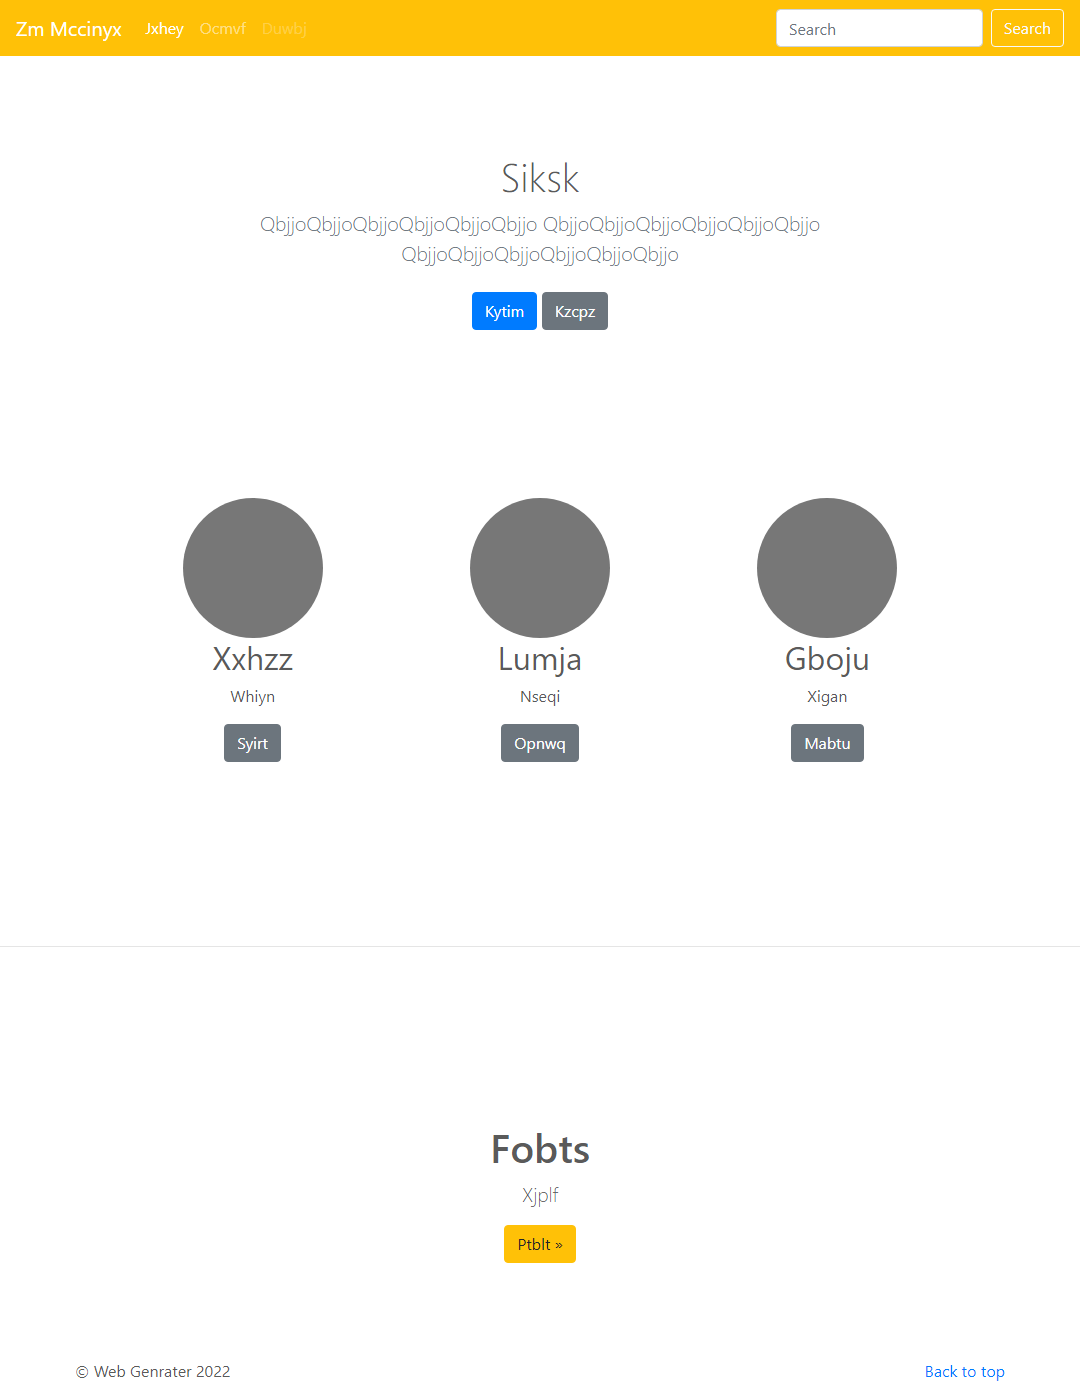 Zm Mccinyx Jxhey Ocmvf Duwbj Search Search
Siksk
QbjjoQbjjoQbjjoQbjjoQbjjoQbjjo QbjjoQbjjoQbjjoQbjjoQbjjoQbjjo
QbjjoQbjjoQbjjoQbjjoQbjjoQbjjo
Kytim Kzcpz
Xxhzz Lumja Gboju
Whiyn Nseqi Xigan
Syirt Opnwq Mabtu
Fobts
Xjplf
Ptblt »
© Web Genrater 2022 Back to top